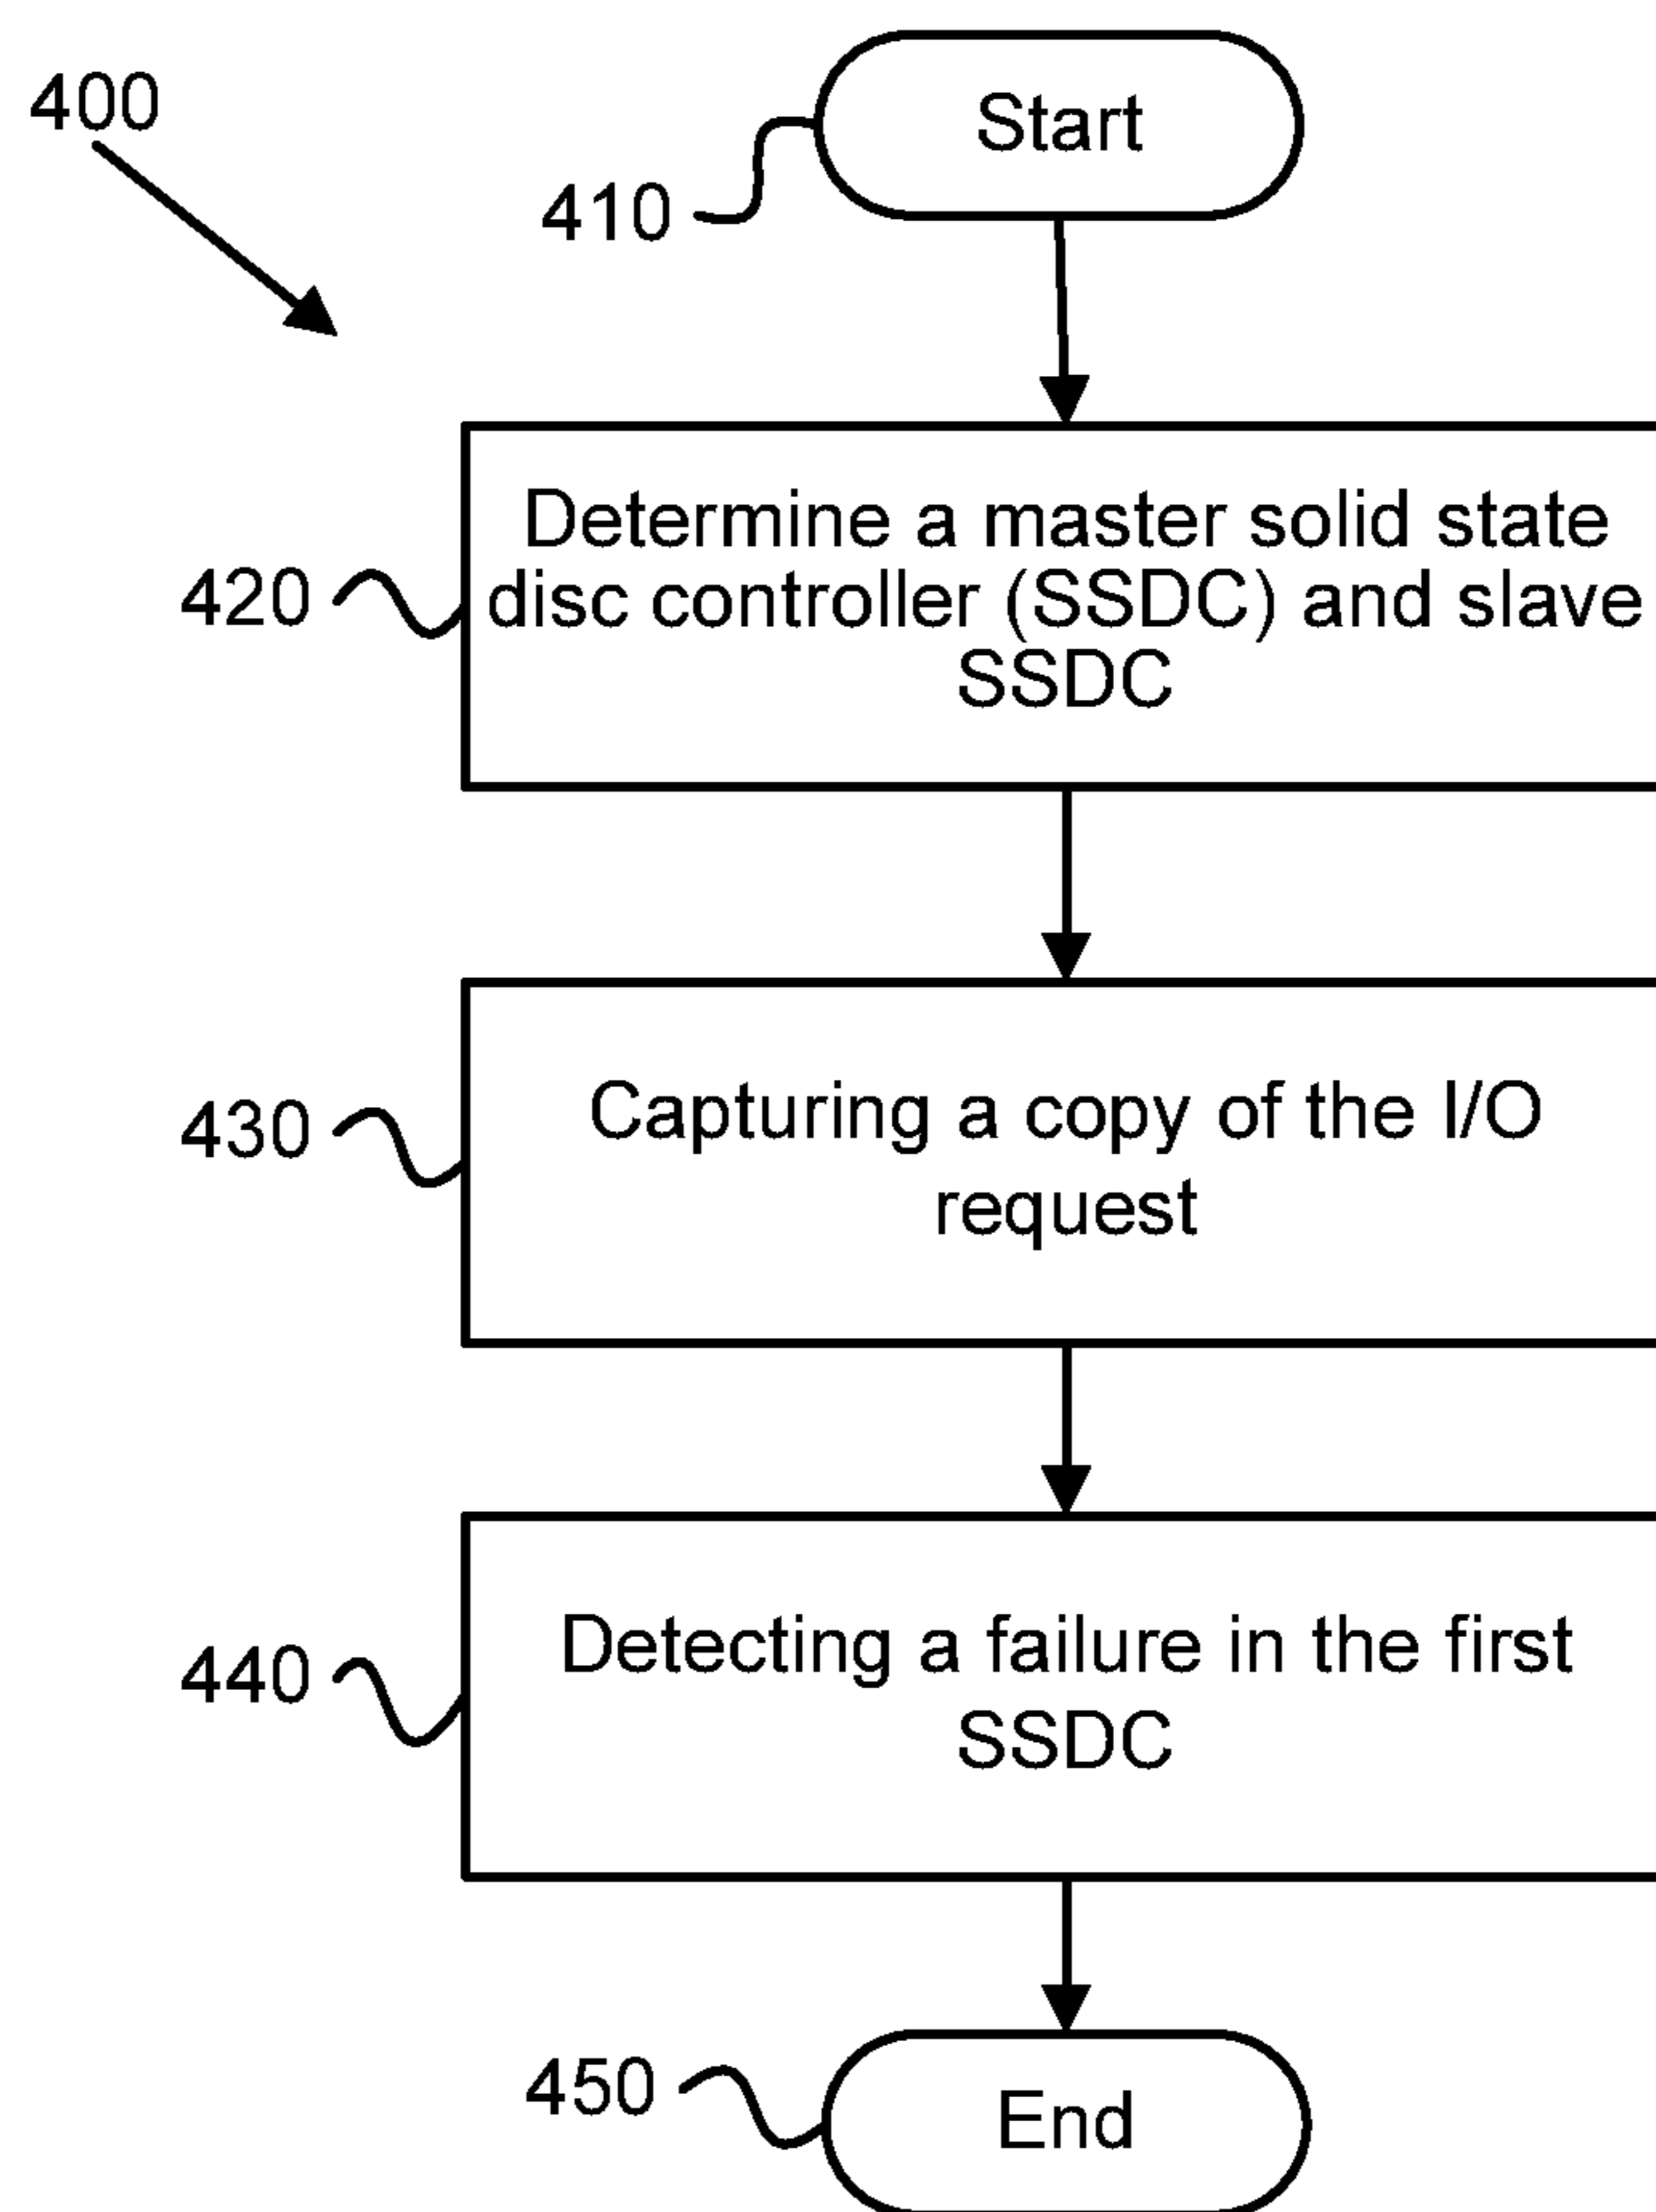 400
Start
410
Determine a master solid state
disc controller (SSDC) and slave
SSDC
420
Capturing a copy of the I/O
request
430
Detecting a failure in the first
SSDC
440
End
450